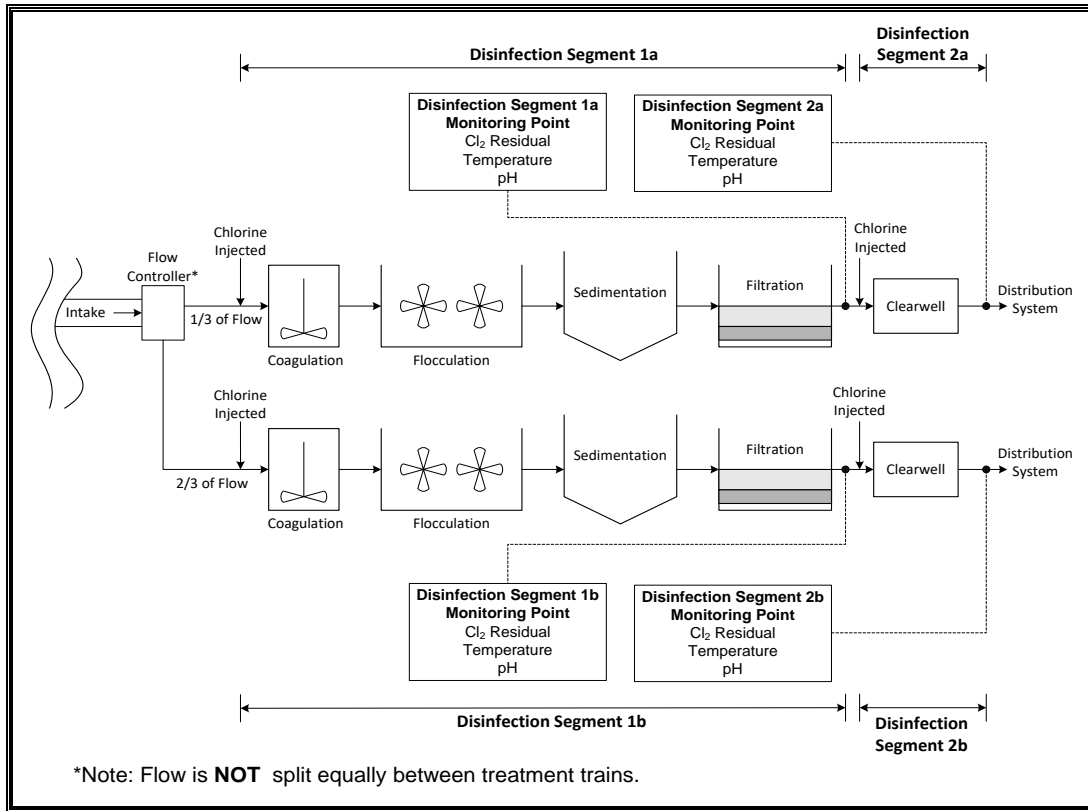 Disinfection Segment 1a
Disinfection
Segment 2a
Disinfection Segment 1a
Monitoring Point
Cl₂ Residual
Temperature
pH
Disinfection Segment 2a
Monitoring Point
Cl₂ Residual
Temperature
pH
Intake
Flow
Controller*
Chlorine
Injected
1/3 of Flow
Coagulation
Flocculation
Sedimentation
Filtration
Chlorine
Injected
Clearwell
Distribution
System
Chlorine
Injected
2/3 of Flow
Coagulation
Flocculation
Sedimentation
Filtration
Chlorine
Injected
Clearwell
Distribution
System
Disinfection Segment 1b
Monitoring Point
Cl₂ Residual
Temperature
pH
Disinfection Segment 2b
Monitoring Point
Cl₂ Residual
Temperature
pH
Disinfection Segment 1b
Disinfection
Segment 2b
*Note: Flow is NOT split equally between treatment trains.